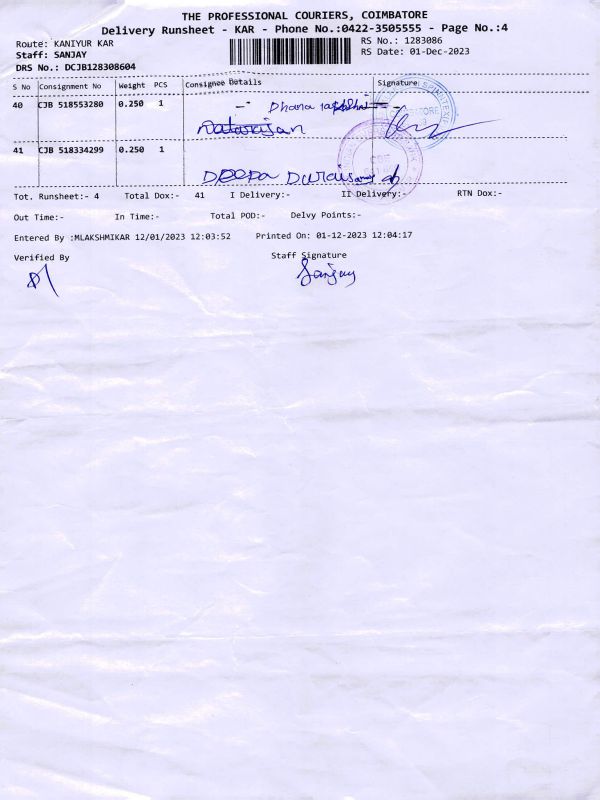 THE PROFESSIONAL COURIERS, COIMBATORE
Delivery Runsheet - KAR - Phone No.:0422-3505555 - Page No.:4
Route: KANIYUR KAR
RS No.: 1283086
Staff: SANJAY
RS Date: 01-Dec-2023
DRS No.: DCJB128308604
S No Consignment No Weight PCS Consignee Details Signature
40 CJB 518553280 0.250 1
Natarajan
41 CJB 518334299 0.250 1
Deepa Duraisamy
Tot. Runsheet:- 4 Total Dox:- 41 I Delivery:- II Delivery:- RTN Dox:-
Out Time:- In Time:- Total POD:- Delvy Points:-
Entered By :MLAKSHMIKAR 12/01/2023 12:03:52 Printed On: 01-12-2023 12:04:17
Verified By Staff Signature
Sanjay